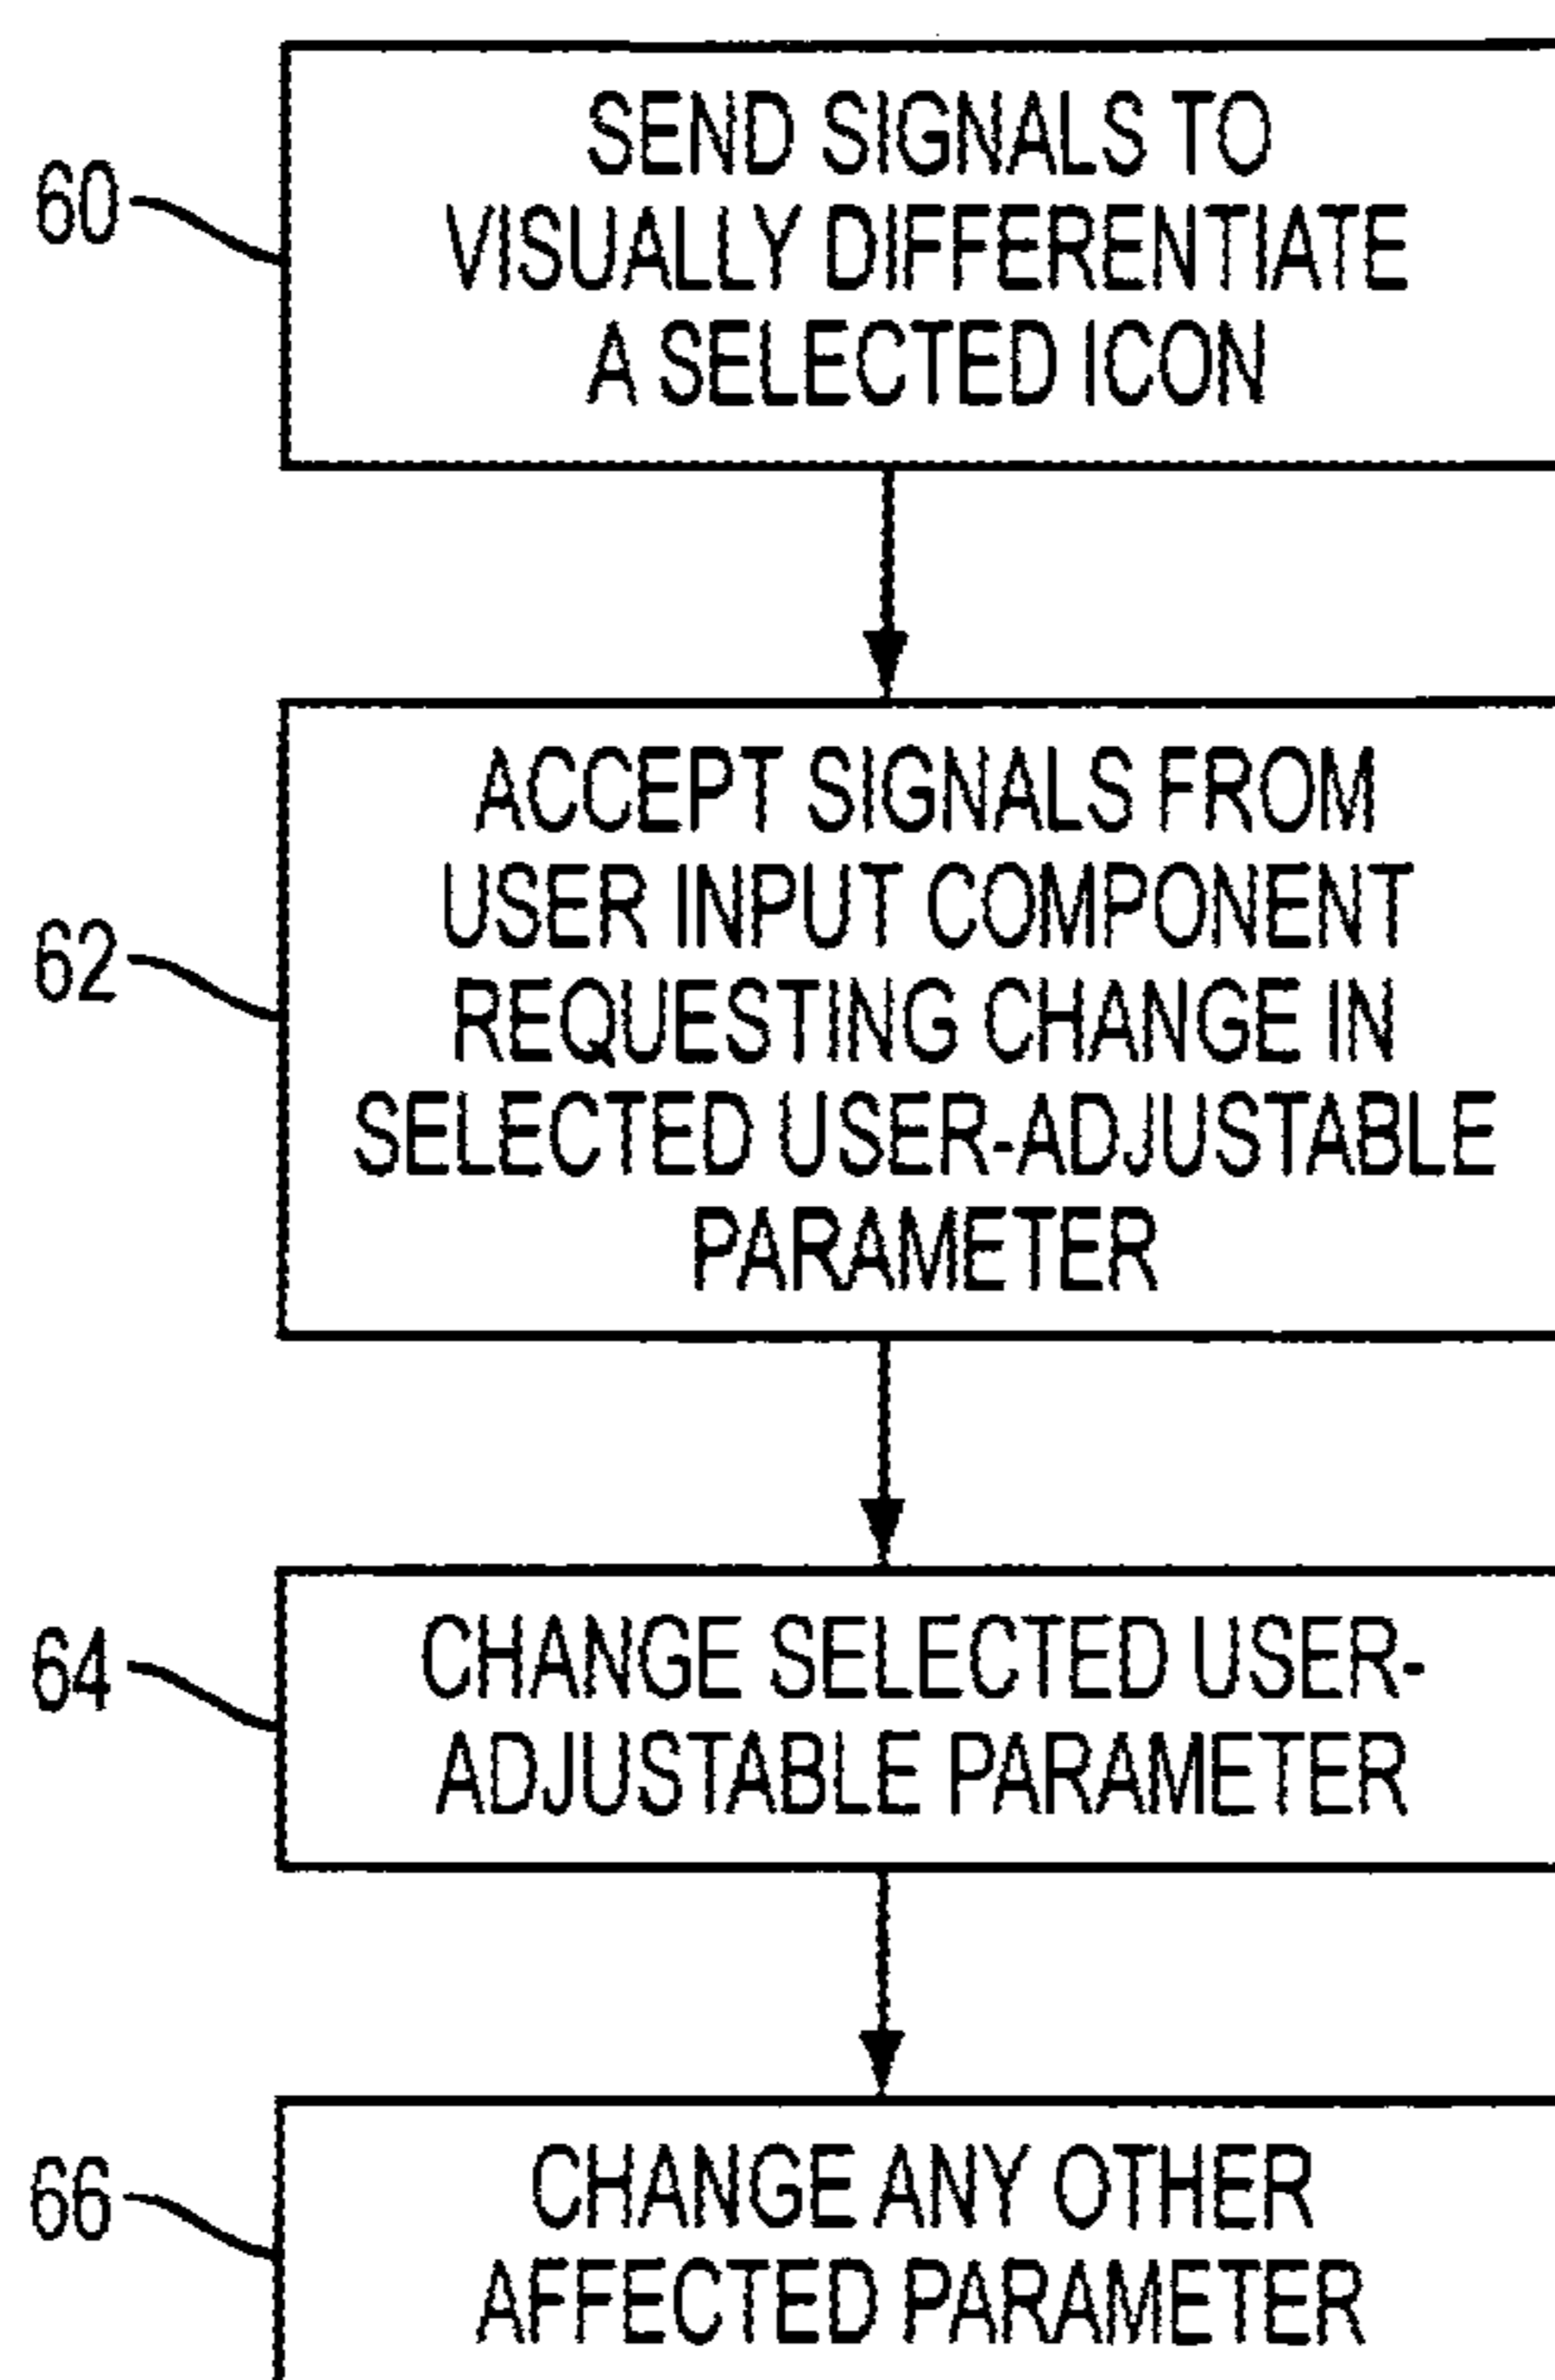 60
SEND SIGNALS TO
VISUALLY DIFFERENTIATE
A SELECTED ICON
62
ACCEPT SIGNALS FROM
USER INPUT COMPONENT
REQUESTING CHANGE IN
SELECTED USER-ADJUSTABLE
PARAMETER
64
CHANGE SELECTED USER-
ADJUSTABLE PARAMETER
66
CHANGE ANY OTHER
AFFECTED PARAMETER